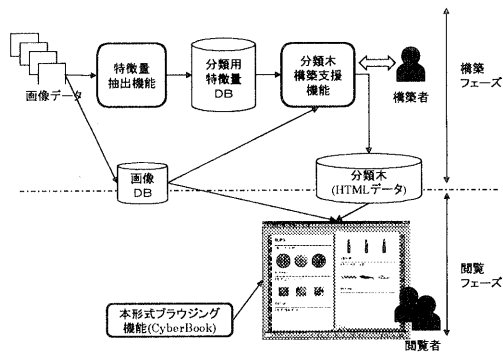 画像データ
特徴量
抽出機能
分類用
特徴量
DB
分類木
構築支援
機能
構築者
構築
フェーズ
画像
DB
分類木
(HTMLデータ)
本形式ブラウジング
機能(CyberBook)
閲覧
フェーズ
閲覧者